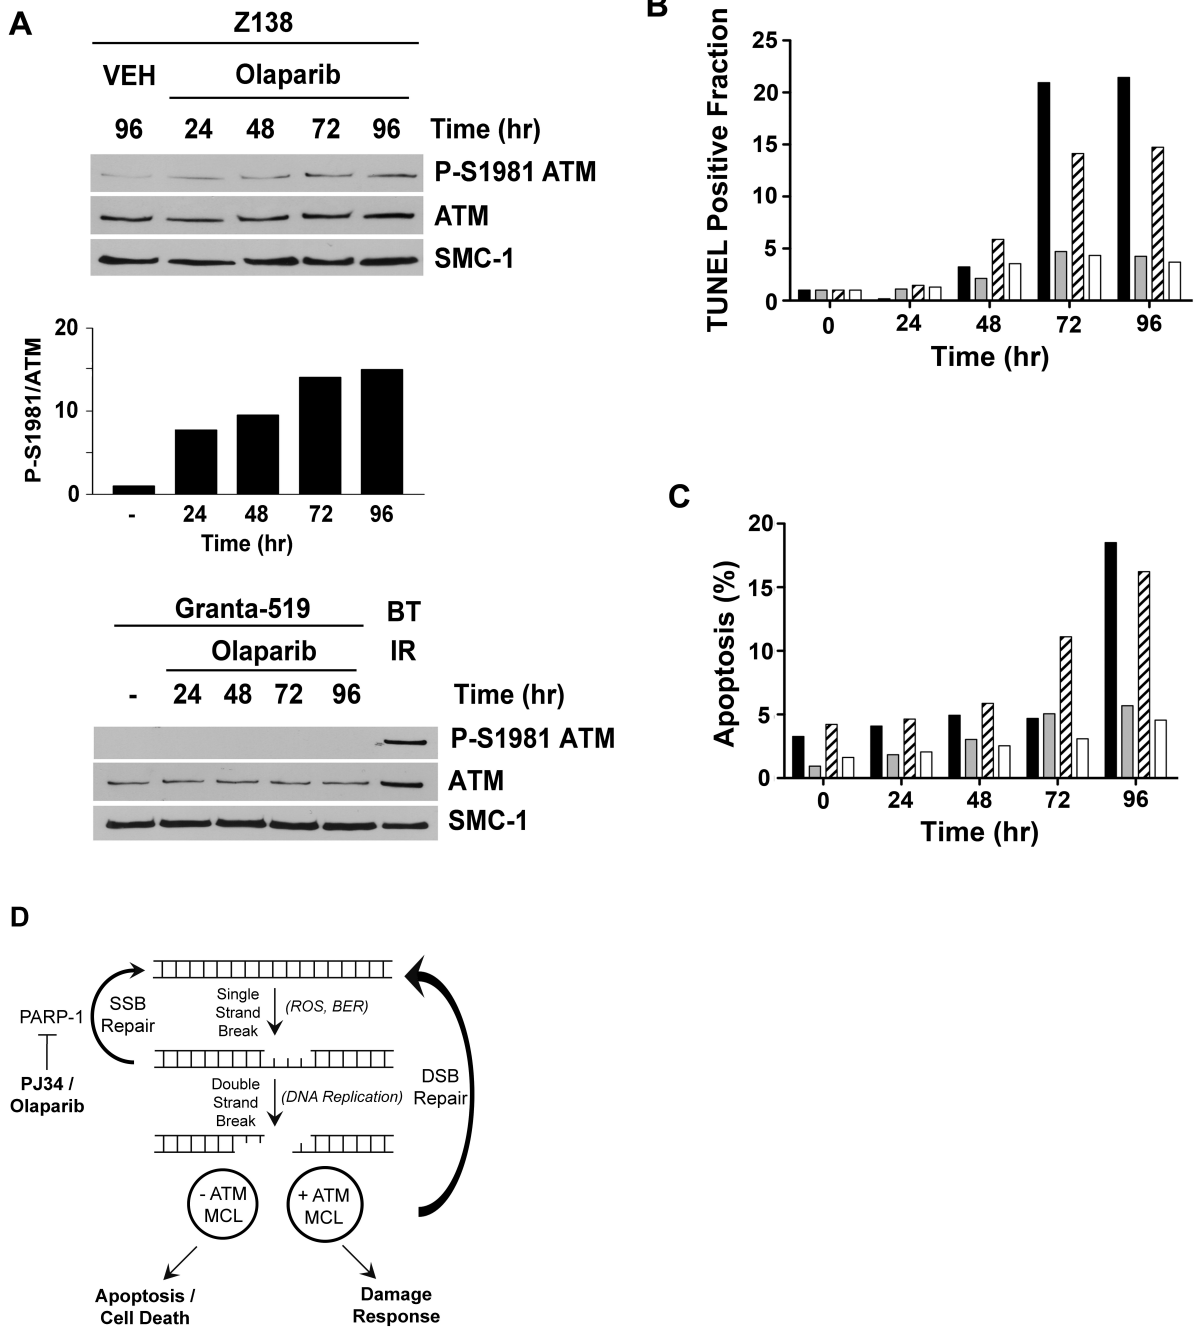 A
Z138
VEH Olaparib
96 24 48 72 96 Time (hr)
P-S1981 ATM
ATM
SMC-1
P-S1981/ATM
20
10
0
- 24 48 72 96
Time (hr)
Granta-519 BT
Olaparib IR
- 24 48 72 96 Time (hr)
P-S1981 ATM
ATM
SMC-1
B
TUNEL Positive Fraction
25
20
15
10
5
0
0 24 48 72 96
Time (hr)
C
Apoptosis (%)
20
15
10
5
0
0 24 48 72 96
Time (hr)
D
PARP-1
SSB
Repair
PJ34 /
Olaparib
Single
Strand
Break
(ROS, BER)
Double
Strand
Break
(DNA Replication)
DSB
Repair
- ATM
MCL
+ ATM
MCL
Apoptosis /
Cell Death
Damage
Response